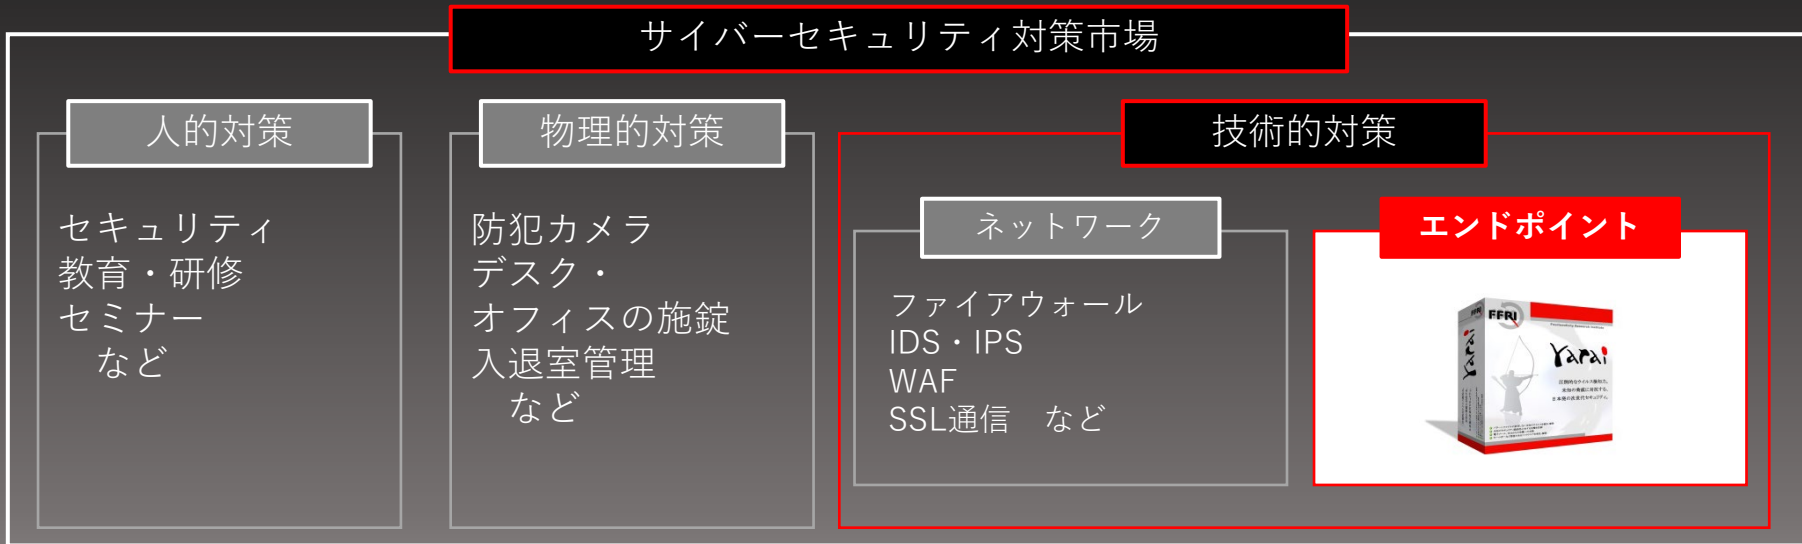 サイバーセキュリティ対策市場
人的対策
セキュリティ
教育・研修
セミナー
など
物理的対策
防犯カメラ
デスク・
オフィスの施錠
入退室管理
など
技術的対策
ネットワーク
ファイアウォール
IDS・IPS
WAF
SSL通信　など
エンドポイント
FFRI
yarai